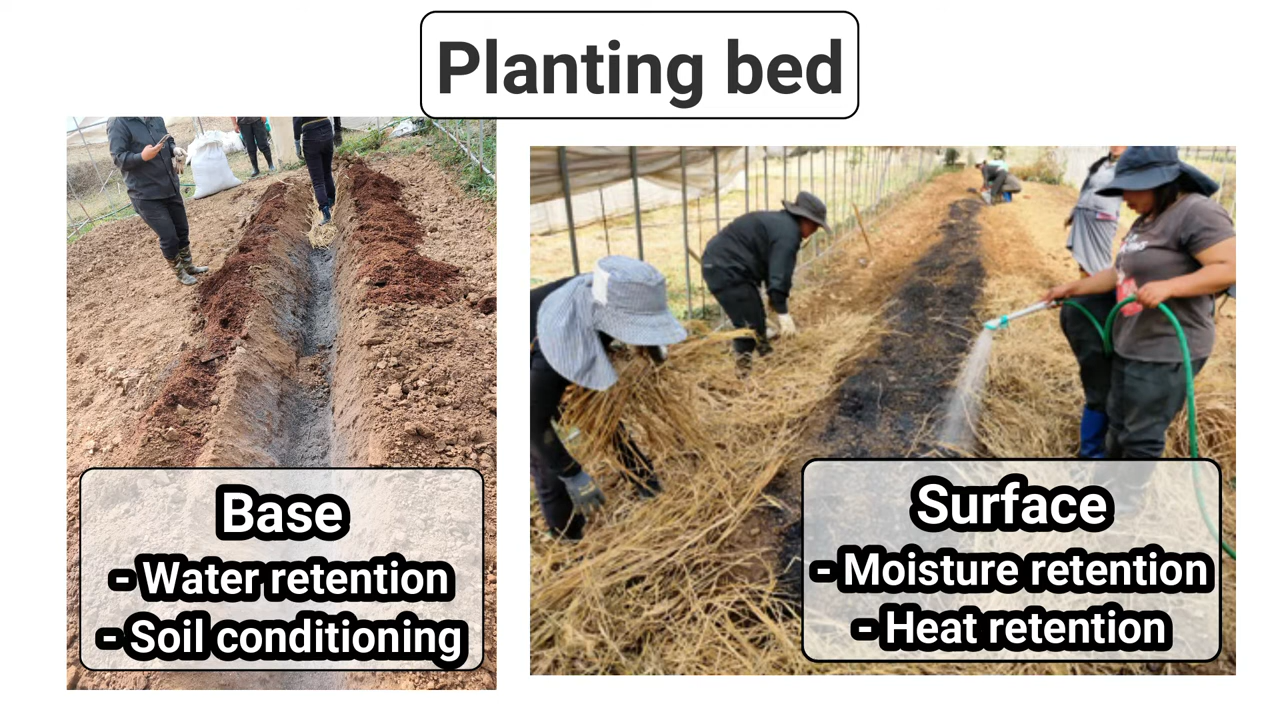 Planting bed
Base
- Water retention
- Soil conditioning
Surface
- Moisture retention
- Heat retention